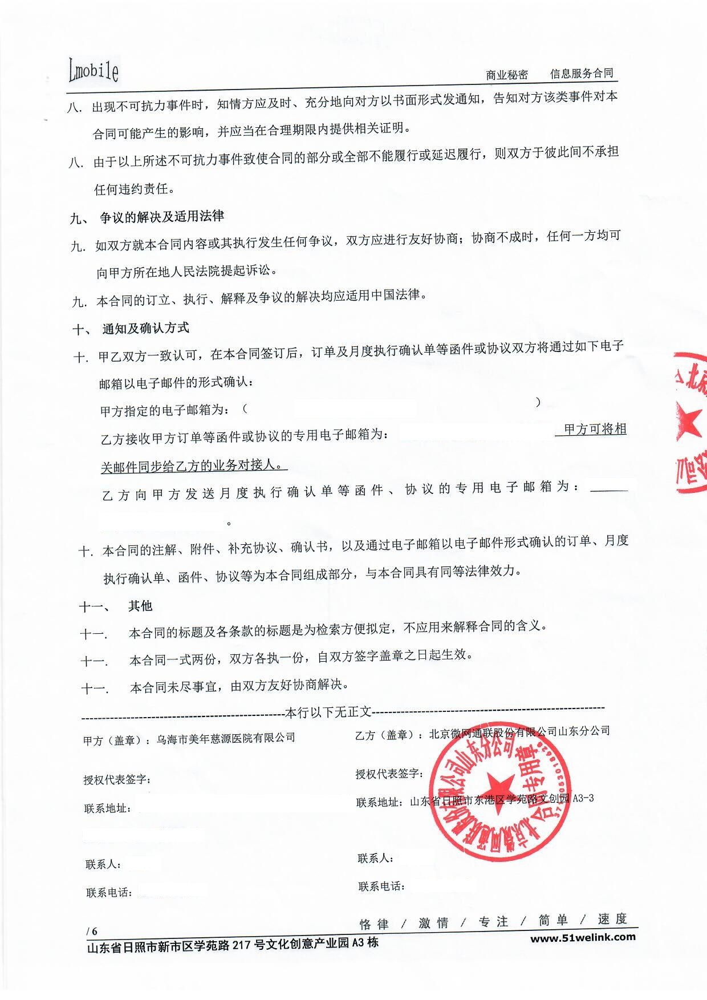 Lmobile
商业秘密 信息服务合同
八. 出现不可抗力事件时，知情方应及时、充分地向对方以书面形式发通知，告知对方该类事件对本
合同可能产生的影响，并应当在合理期限内提供相关证明。
八. 由于以上所述不可抗力事件致使合同的部分或全部不能履行或延迟履行，则双方于彼此间不承担
任何违约责任。
九、 争议的解决及适用法律
九. 如双方就本合同内容或其执行发生任何争议，双方应进行友好协商；协商不成时，任何一方均可
向甲方所在地人民法院提起诉讼。
九. 本合同的订立、执行、解释及争议的解决均应适用中国法律。
十、 通知及确认方式
十. 甲乙双方一致认可，在本合同签订后，订单及月度执行确认单等函件或协议双方将通过如下电子
邮箱以电子邮件的形式确认：
甲方指定的电子邮箱为：（ ）
乙方接收甲方订单等函件或协议的专用电子邮箱为： 甲方可将相
关邮件同步给乙方的业务对接人。
乙方向甲方发送月度执行确认单等函件、协议的专用电子邮箱为：
。
十. 本合同的注解、附件、补充协议、确认书，以及通过电子邮箱以电子邮件形式确认的订单、月度
执行确认单、函件、协议等为本合同组成部分，与本合同具有同等法律效力。
十一、 其他
十一. 本合同的标题及各条款的标题是为检索方便拟定，不应用来解释合同的含义。
十一. 本合同一式两份，双方各执一份，自双方签字盖章之日起生效。
十一. 本合同未尽事宜，由双方友好协商解决。
本行以下无正文
甲方（盖章）：乌海市美年慈源医院有限公司
乙方（盖章）：北京微网通联股份有限公司山东分公司
授权代表签字：
授权代表签字：
联系地址：
联系地址：山东省日照市东港区学苑路文创园 A3-3
北京微网通联股份有限公司山东分公司
合同专用章
联系人：
联系人：
联系电话：
联系电话：
恪律 / 激情 / 专注 / 简单 / 速度
/ 6
山东省日照市新市区学苑路 217 号文化创意产业园 A3 栋
www.51welink.com